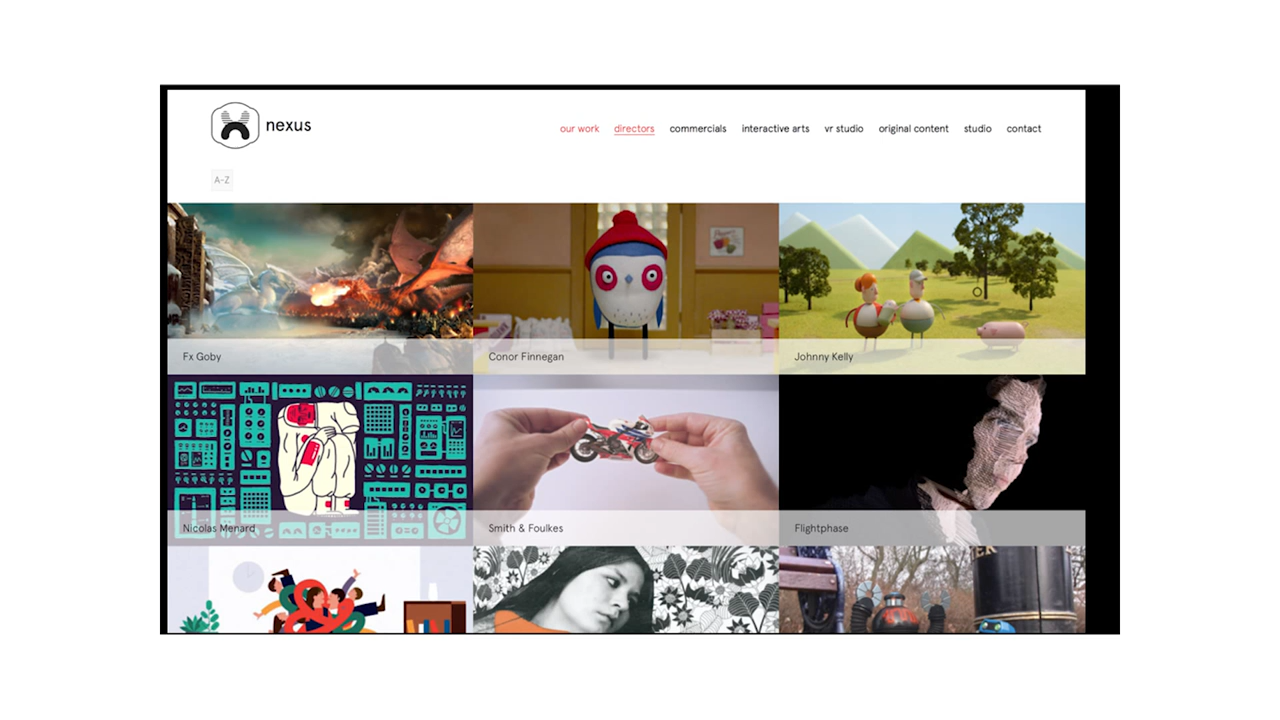 nexus
our work directors commercials interactive arts vr studio original content studio contact
A-Z
Fx Goby
Conor Finnegan
Johnny Kelly
Nicolas Menard
Smith & Foulkes
Flightphase